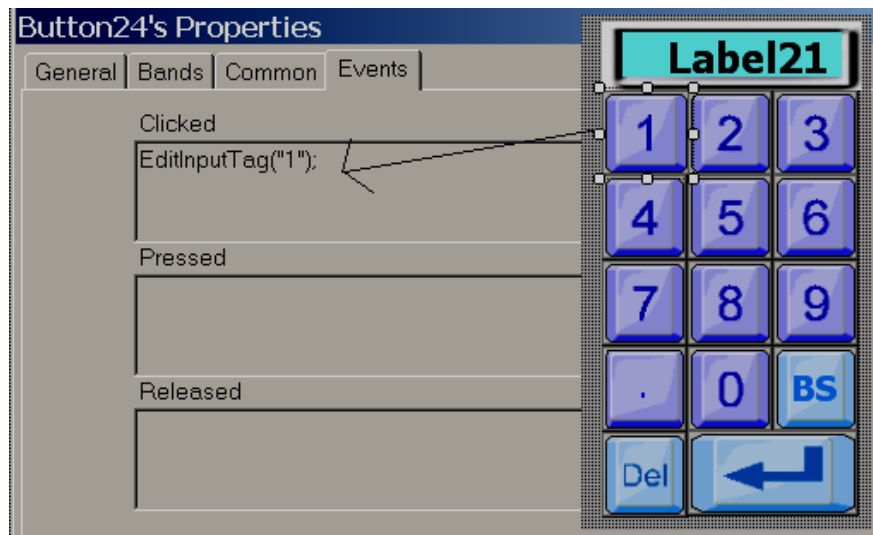 Button24's Properties
General Bands Common Events
Clicked
EditInputTag("1");
Pressed
Released
Label21
1 2 3
4 5 6
7 8 9
. 0 BS
Del